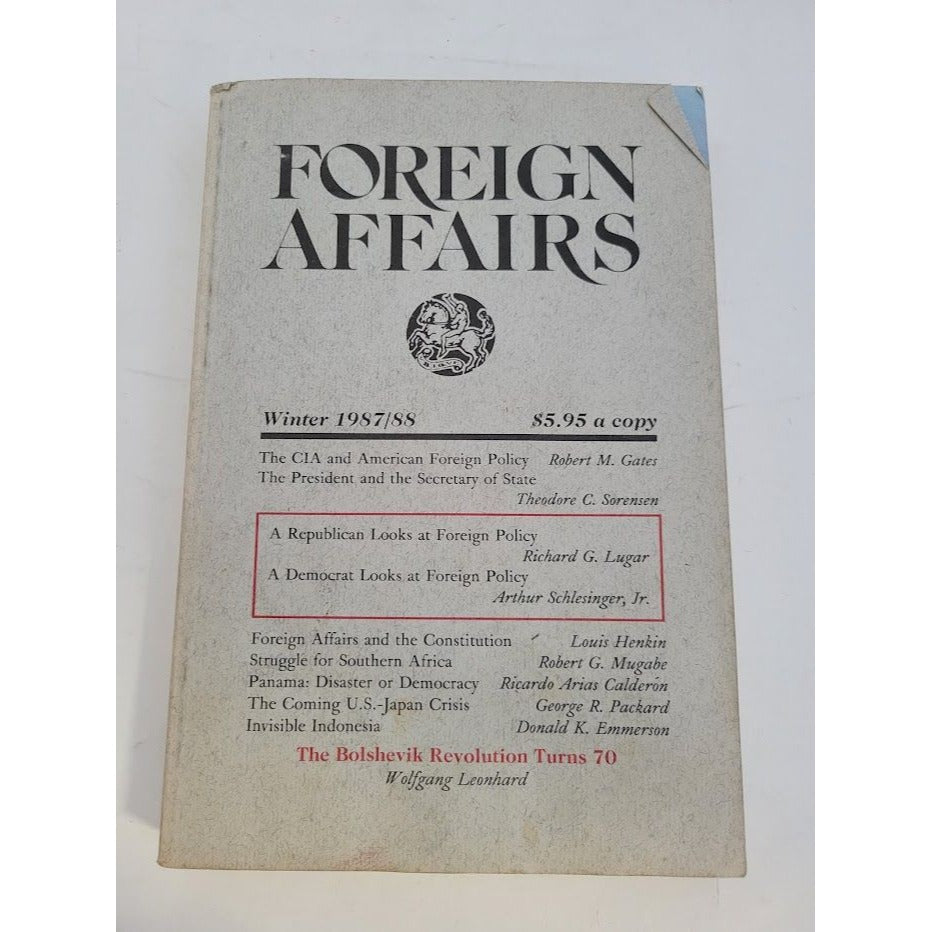 FOREIGN
AFFAIRS
Winter 1987/88 $5.95 a copy
The CIA and American Foreign Policy Robert M. Gates
The President and the Secretary of State
Theodore C. Sorensen
A Republican Looks at Foreign Policy
Richard G. Lugar
A Democrat Looks at Foreign Policy
Arthur Schlesinger, Jr.
Foreign Affairs and the Constitution Louis Henkin
Struggle for Southern Africa Robert G. Mugabe
Panama: Disaster or Democracy Ricardo Arias Calderón
The Coming U.S.-Japan Crisis George R. Packard
Invisible Indonesia Donald K. Emmerson
The Bolshevik Revolution Turns 70
Wolfgang Leonhard